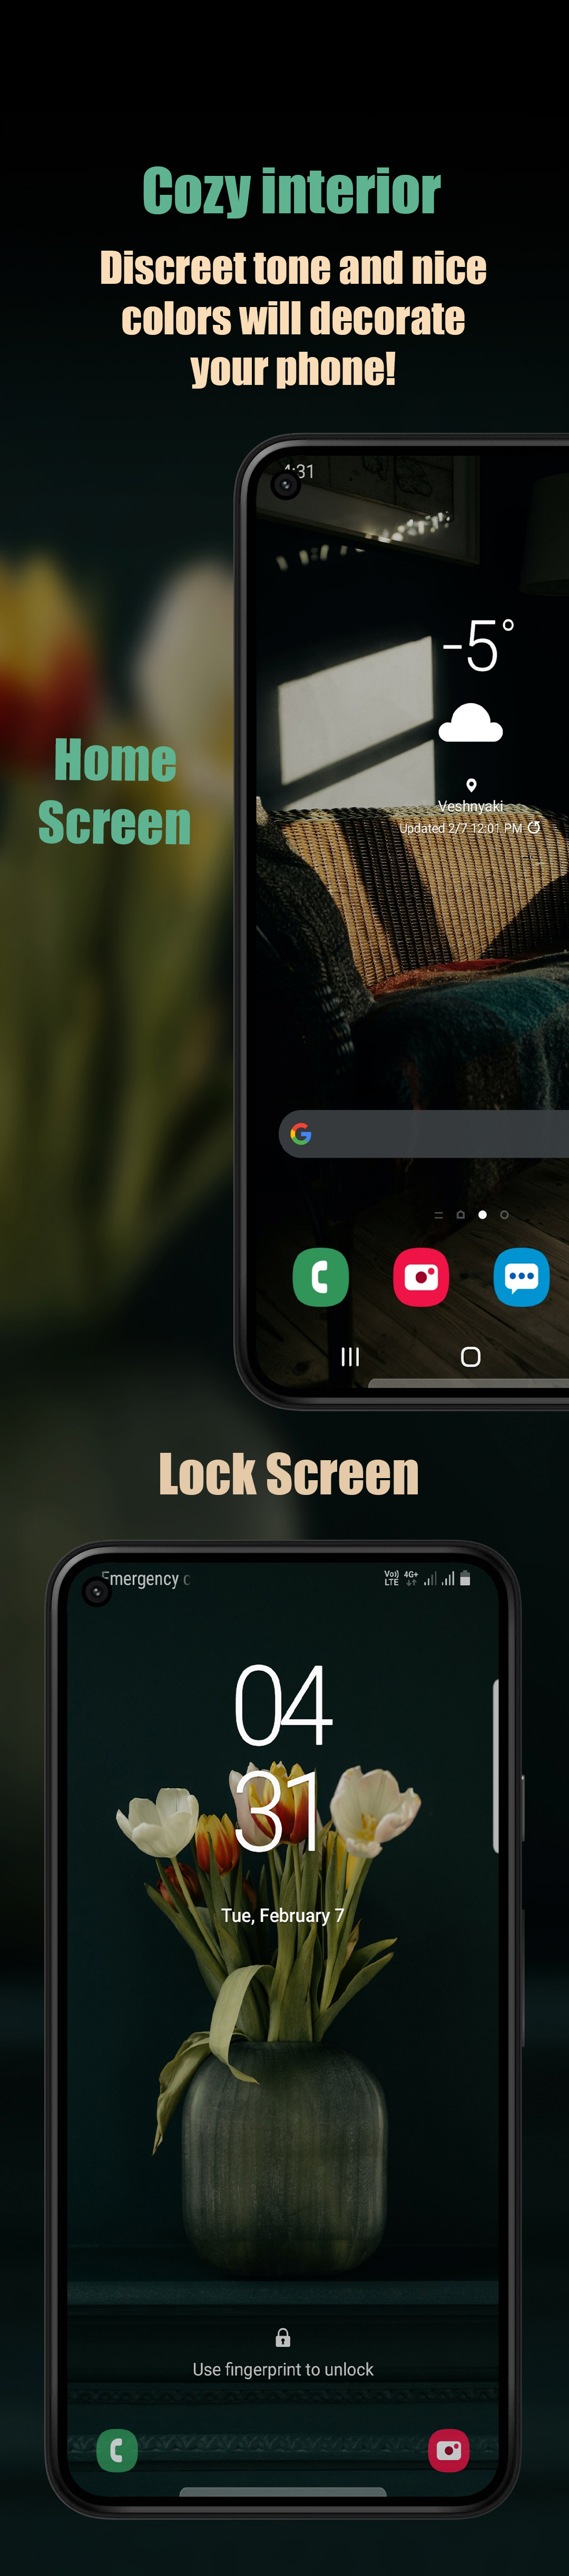 Cozy interior
Discreet tone and nice
colors will decorate
your phone!
4:31
-5°
Veshnyaki
Updated 2/7 12:01 PM
Home
Screen
G
Lock Screen
Emergency c
Vo)) LTE 4G+
04
31
Tue, February 7
Use fingerprint to unlock